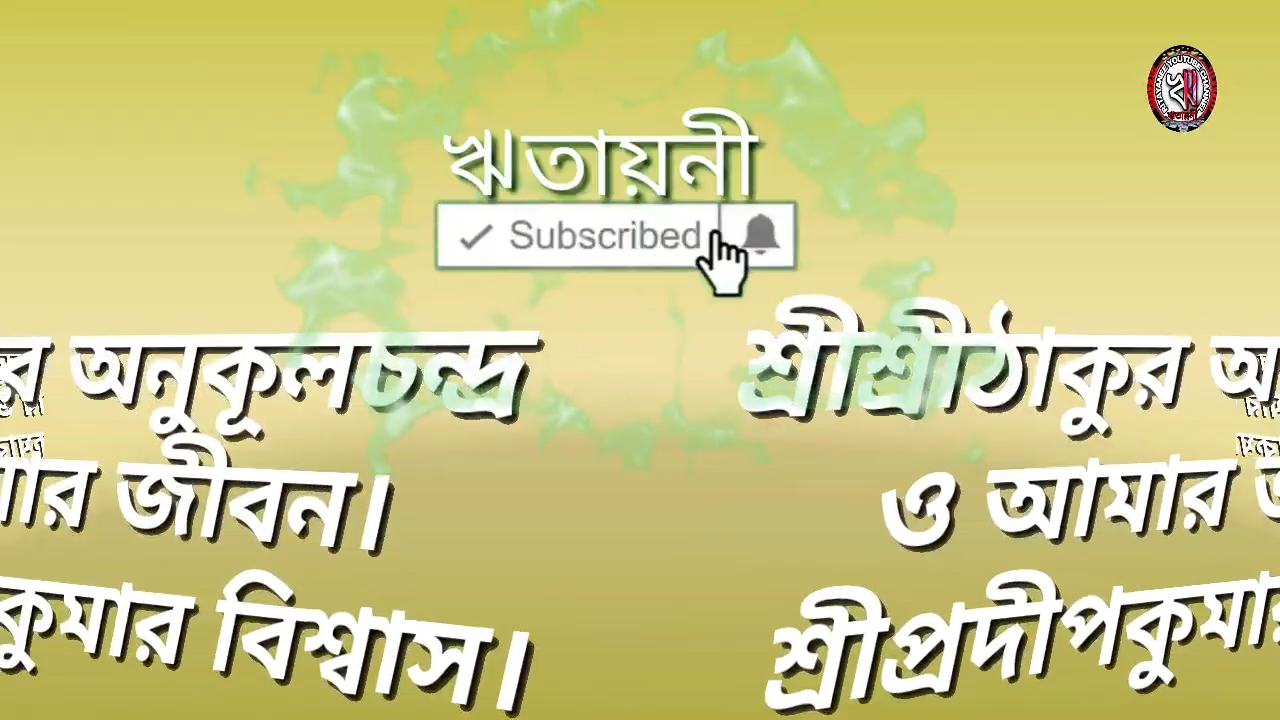 ঋতায়নী
Subscribed
র অনুকূলচন্দ্র
শ্রীশ্রীঠাকুর অ
মার জীবন।
ও আমার জ
কুমার বিশ্বাস।
শ্রীপ্রদীপকুমার